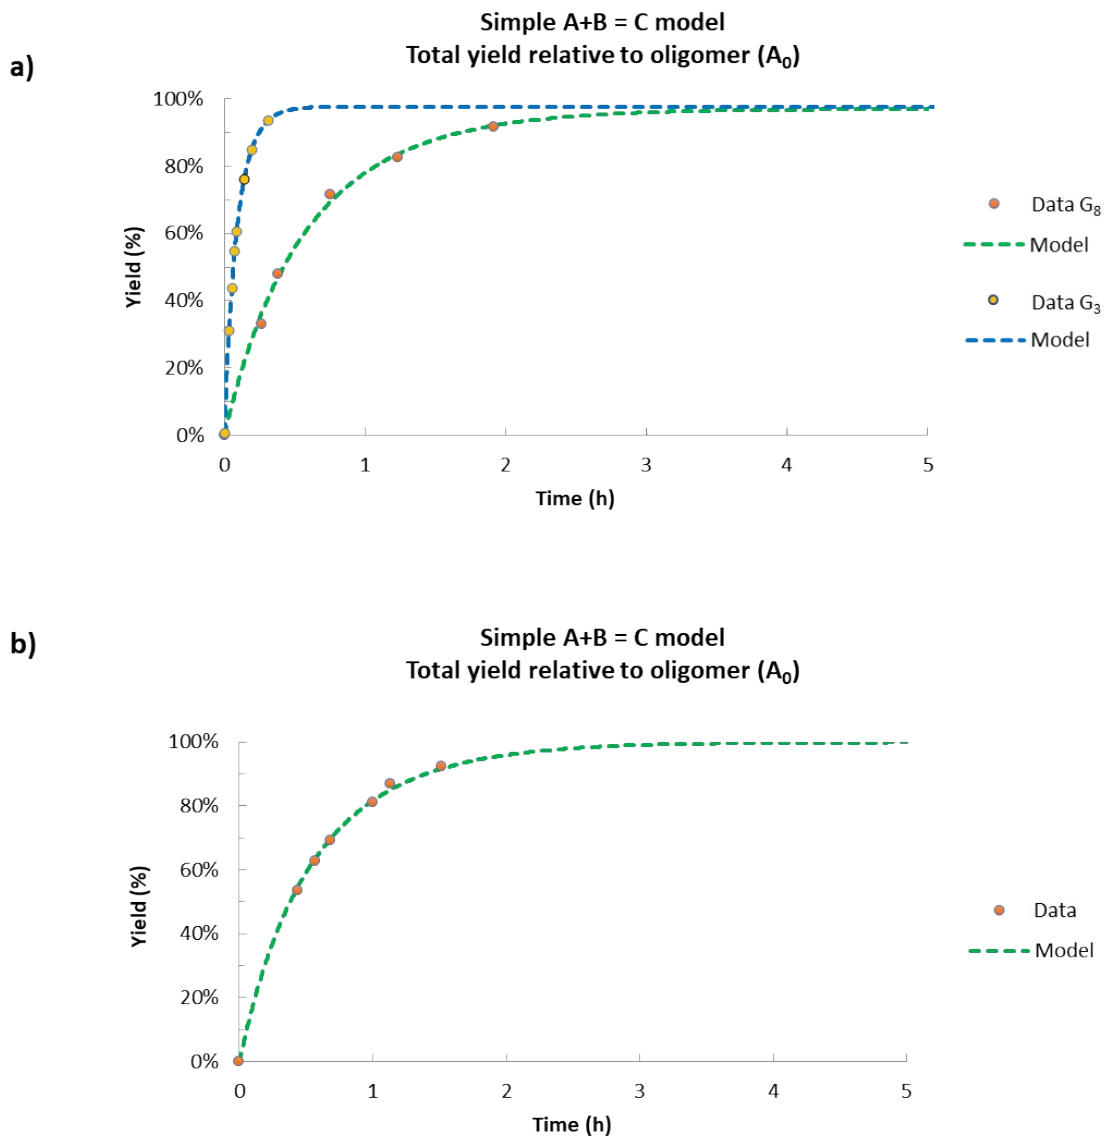 a)
Simple A+B = C model
Total yield relative to oligomer (A₀)
100%
80%
60%
40%
20%
0%
Yield (%)
0 1 2 3 4 5
Time (h)
Data G₈
Model
Data G₃
Model
b)
Simple A+B = C model
Total yield relative to oligomer (A₀)
100%
80%
60%
40%
20%
0%
Yield (%)
0 1 2 3 4 5
Time (h)
Data
Model